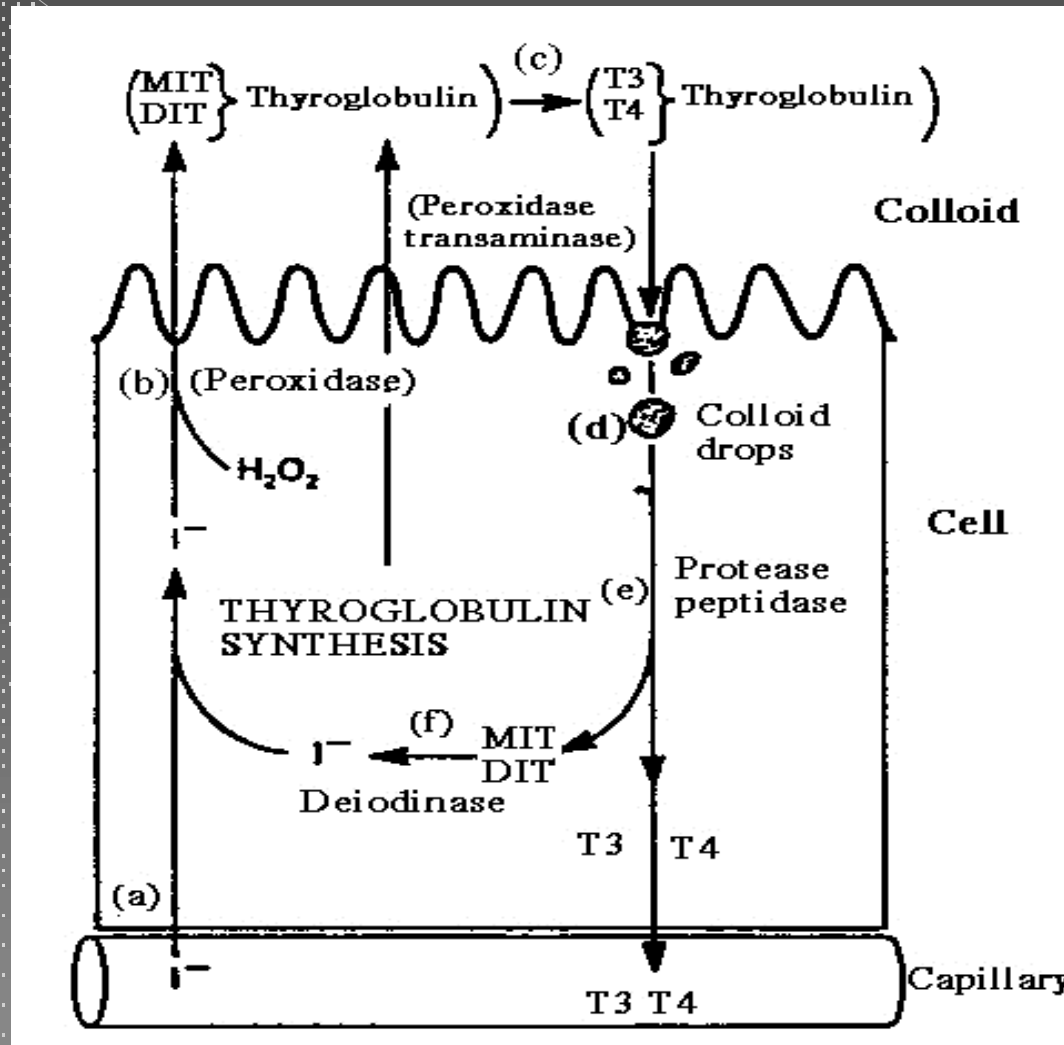 (c)
(MIT
DIT} Thyroglobulin) → (T3
T4} Thyroglobulin)
(Peroxidase
transaminase)
Colloid
(b) (Peroxidase)
H₂O₂
(d) Colloid
drops
Cell
I⁻
(e) Protease
peptidase
THYROGLOBULIN
SYNTHESIS
(f)
I⁻ MIT
DIT
Deiodinase
T3 T4
(a)
I⁻
Capillary
T3 T4